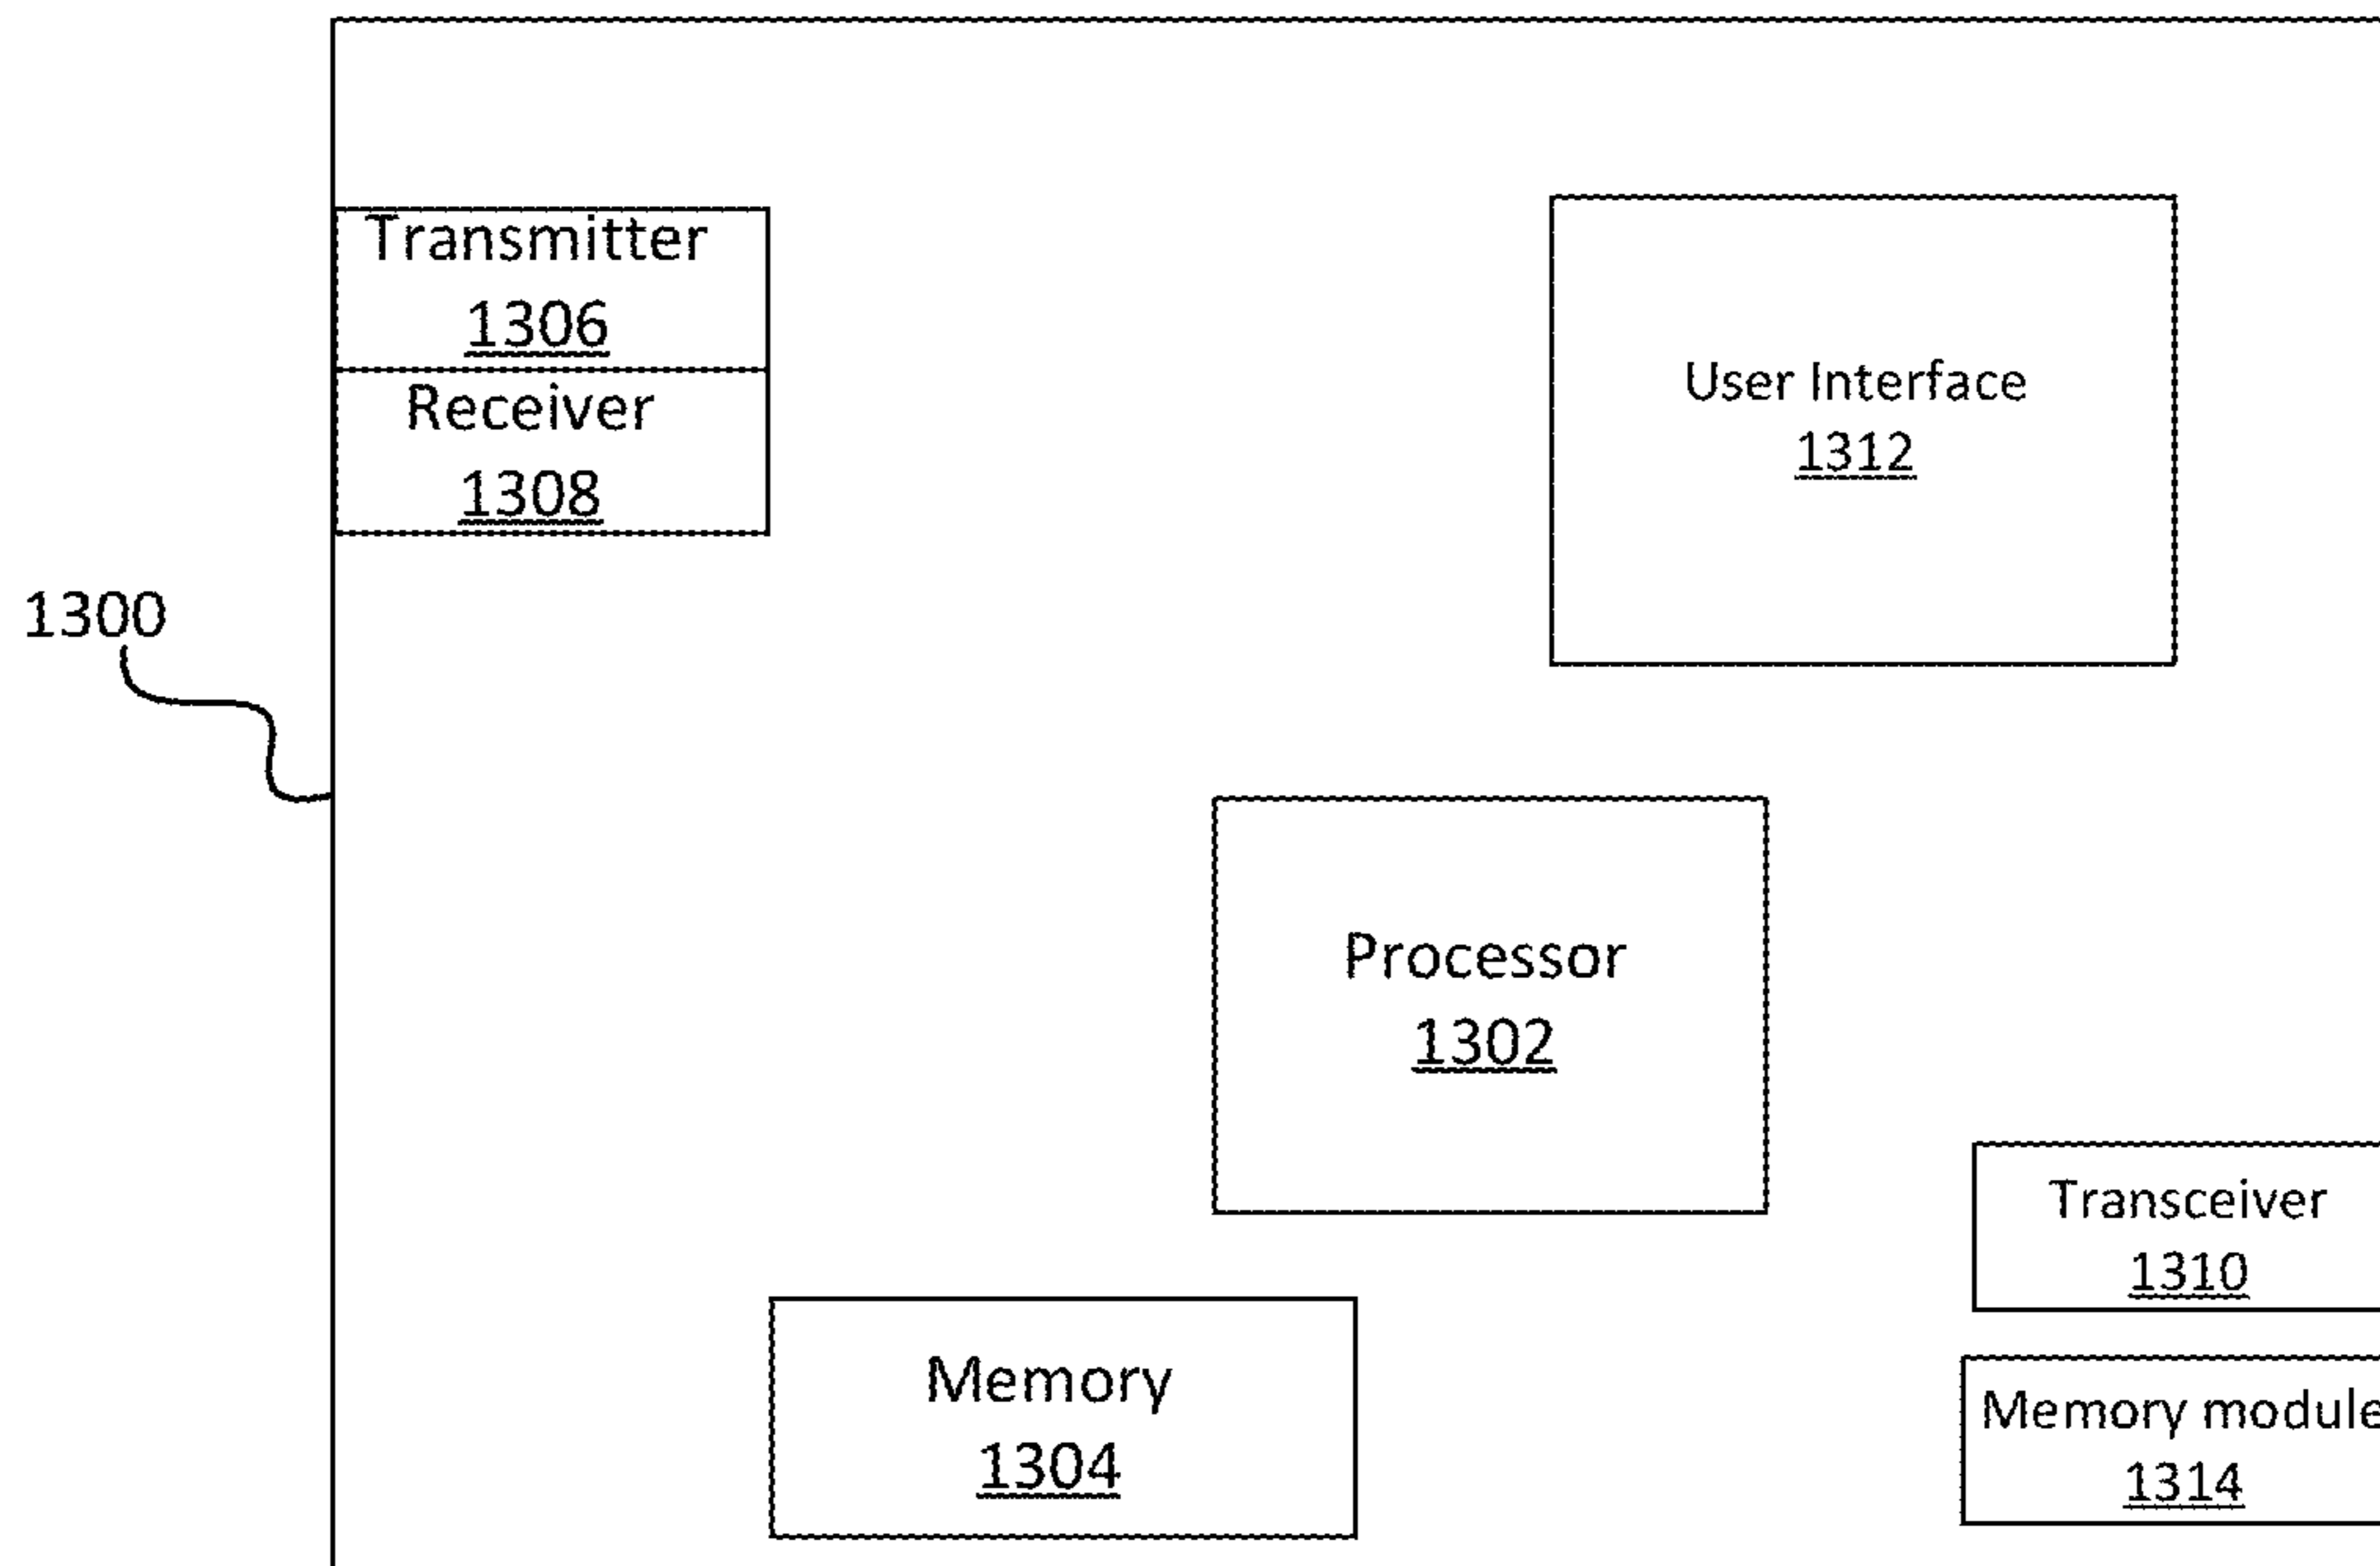 Transmitter
1306
Receiver
1308
User Interface
1312
1300
Processor
1302
Transceiver
1310
Memory
1304
Memory module
1314